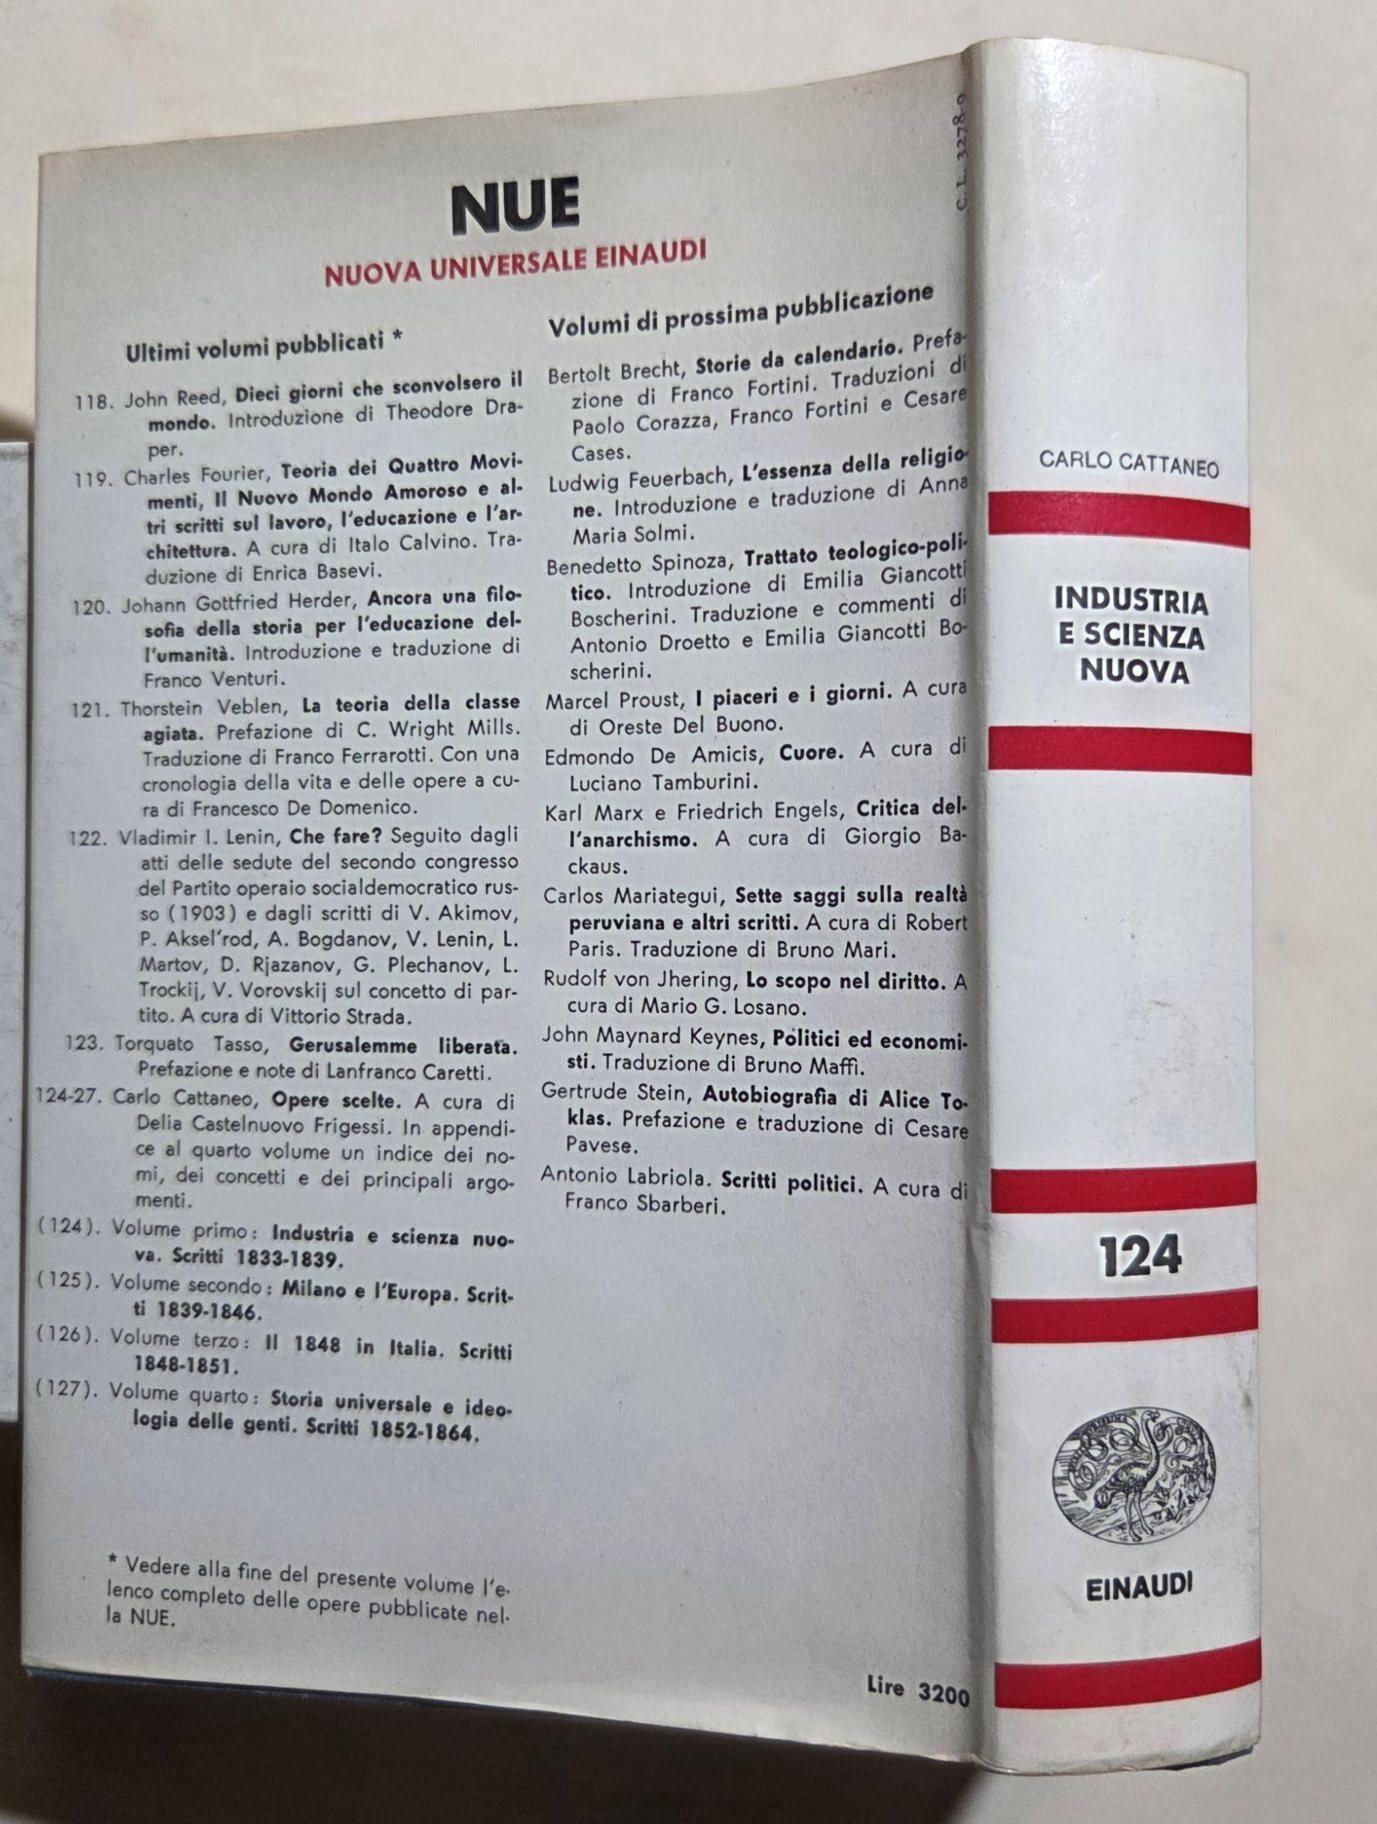 NUE
NUOVA UNIVERSALE EINAUDI
Ultimi volumi pubblicati *
118. John Reed, Dieci giorni che sconvolsero il
mondo. Introduzione di Theodore Dra-
per.
119. Charles Fourier, Teoria dei Quattro Movi-
menti, Il Nuovo Mondo Amoroso e al-
tri scritti sul lavoro, l'educazione e l'ar-
chitettura. A cura di Italo Calvino. Tra-
duzione di Enrica Basevi.
120. Johann Gottfried Herder, Ancora una filo-
sofia della storia per l'educazione del-
l'umanità. Introduzione e traduzione di
Franco Venturi.
121. Thorstein Veblen, La teoria della classe
agiata. Prefazione di C. Wright Mills.
Traduzione di Franco Ferrarotti. Con una
cronologia della vita e delle opere a cu-
ra di Francesco De Domenico.
122. Vladimir I. Lenin, Che fare? Seguito dagli
atti delle sedute del secondo congresso
del Partito operaio socialdemocratico rus-
so (1903) e dagli scritti di V. Akimov,
P. Aksel'rod, A. Bogdanov, V. Lenin, L.
Martov, D. Rjazanov, G. Plechanov, L.
Trockij, V. Vorovskij sul concetto di par-
tito. A cura di Vittorio Strada.
123. Torquato Tasso, Gerusalemme liberata.
Prefazione e note di Lanfranco Caretti.
124-27. Carlo Cattaneo, Opere scelte. A cura di
Delia Castelnuovo Frigessi. In appendi-
ce al quarto volume un indice dei no-
mi, dei concetti e dei principali argo-
menti.
(124). Volume primo: Industria e scienza nuo-
va. Scritti 1833-1839.
(125). Volume secondo: Milano e l'Europa. Scrit-
ti 1839-1846.
(126). Volume terzo: Il 1848 in Italia. Scritti
1848-1851.
(127). Volume quarto: Storia universale e ideo-
logia delle genti. Scritti 1852-1864.
* Vedere alla fine del presente volume l'e-
lenco completo delle opere pubblicate nel-
la NUE.
Volumi di prossima pubblicazione
Bertolt Brecht, Storie da calendario. Prefa-
zione di Franco Fortini. Traduzioni di
Paolo Corazza, Franco Fortini e Cesare
Cases.
Ludwig Feuerbach, L'essenza della religio-
ne. Introduzione e traduzione di Anna
Maria Solmi.
Benedetto Spinoza, Trattato teologico-poli-
tico. Introduzione di Emilia Giancotti
Boscherini. Traduzione e commenti di
Antonio Droetto e Emilia Giancotti Bo-
scherini.
Marcel Proust, I piaceri e i giorni. A cura
di Oreste Del Buono.
Edmondo De Amicis, Cuore. A cura di
Luciano Tamburini.
Karl Marx e Friedrich Engels, Critica del-
l'anarchismo. A cura di Giorgio Ba-
ckaus.
Carlos Mariategui, Sette saggi sulla realtà
peruviana e altri scritti. A cura di Robert
Paris. Traduzione di Bruno Mari.
Rudolf von Jhering, Lo scopo nel diritto. A
cura di Mario G. Losano.
John Maynard Keynes, Politici ed economi-
sti. Traduzione di Bruno Maffi.
Gertrude Stein, Autobiografia di Alice To-
klas. Prefazione e traduzione di Cesare
Pavese.
Antonio Labriola. Scritti politici. A cura di
Franco Sbarberi.
Lire 3200
C. L. 3278-9
CARLO CATTANEO
INDUSTRIA
E SCIENZA
NUOVA
124
EINAUDI